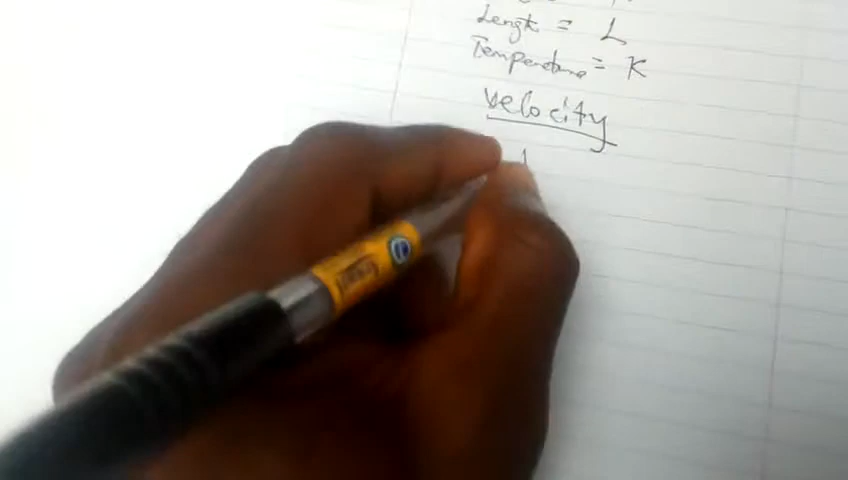 Length = L
Temperature = K
Velocity